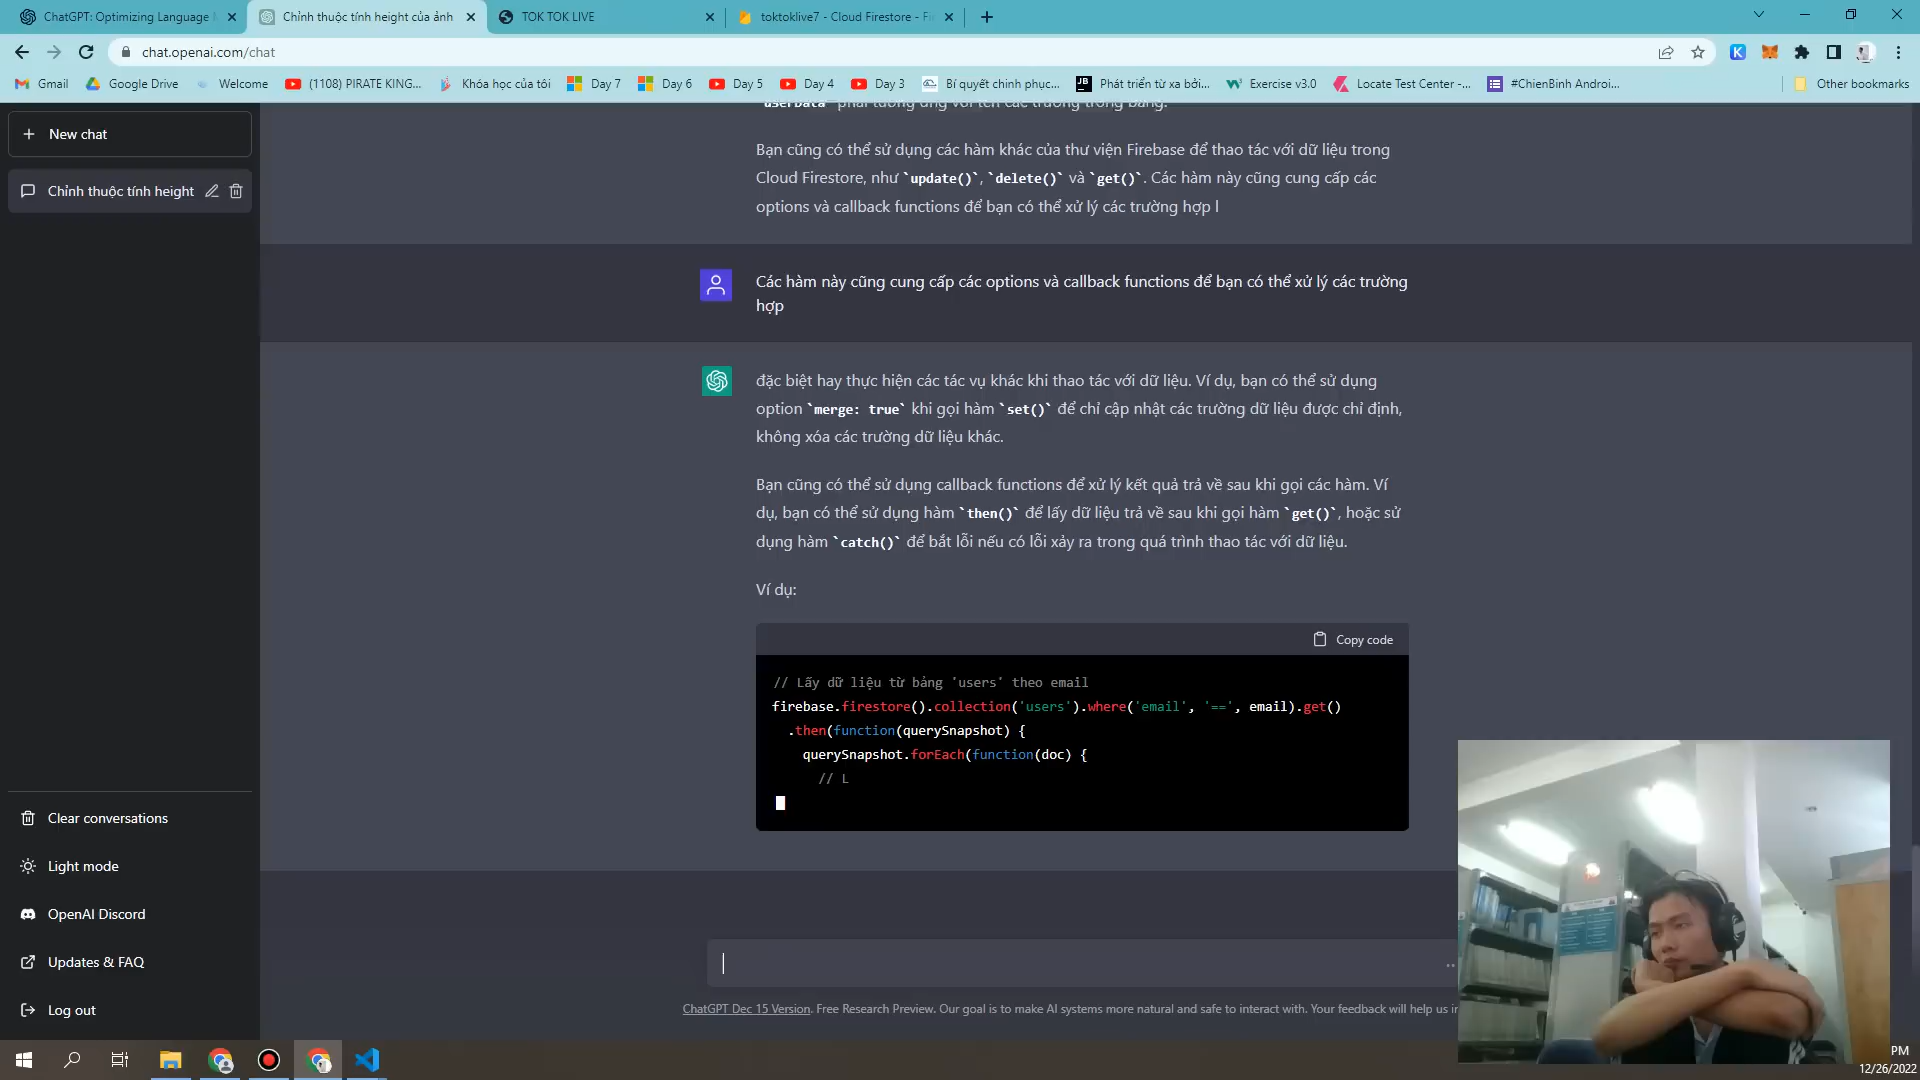 ChatGPT: Optimizing Language
Chỉnh thuộc tính height của ảnh
TOK TOK LIVE
toktoklive7 - Cloud Firestore - Fi
chat.openai.com/chat
Gmail
Google Drive
Welcome
(1108) PIRATE KING...
Khóa học của tôi
Day 7
Day 6
Day 5
Day 4
Day 3
Bí quyết chinh phục...
Phát triển từ xa bởi...
Exercise v3.0
Locate Test Center -...
#ChienBinh Androi...
Other bookmarks
New chat
Chỉnh thuộc tính height
`userData` phải tương ứng với tên các trường trong bảng.
Bạn cũng có thể sử dụng các hàm khác của thư viện Firebase để thao tác với dữ liệu trong
Cloud Firestore, như `update()`, `delete()` và `get()`. Các hàm này cũng cung cấp các
options và callback functions để bạn có thể xử lý các trường hợp l
Các hàm này cũng cung cấp các options và callback functions để bạn có thể xử lý các trường
hợp
đặc biệt hay thực hiện các tác vụ khác khi thao tác với dữ liệu. Ví dụ, bạn có thể sử dụng
option `merge: true` khi gọi hàm `set()` để chỉ cập nhật các trường dữ liệu được chỉ định,
không xóa các trường dữ liệu khác.
Bạn cũng có thể sử dụng callback functions để xử lý kết quả trả về sau khi gọi các hàm. Ví
dụ, bạn có thể sử dụng hàm `then()` để lấy dữ liệu trả về sau khi gọi hàm `get()`, hoặc sử
dụng hàm `catch()` để bắt lỗi nếu có lỗi xảy ra trong quá trình thao tác với dữ liệu.
Ví dụ:
Copy code
// Lấy dữ liệu từ bảng 'users' theo email
firebase.firestore().collection('users').where('email', '==', email).get()
.then(function(querySnapshot) {
querySnapshot.forEach(function(doc) {
// L
Clear conversations
Light mode
OpenAI Discord
Updates & FAQ
Log out
ChatGPT Dec 15 Version. Free Research Preview. Our goal is to make AI systems more natural and safe to interact with. Your feedback will help us
PM
12/26/2022